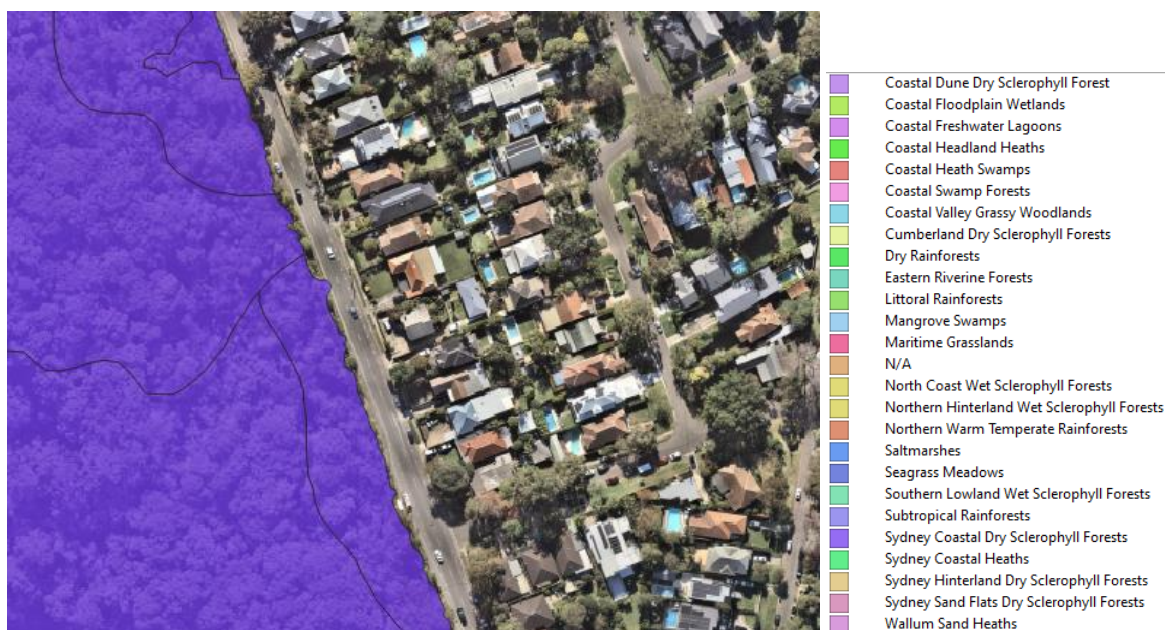 Coastal Dune Dry Sclerophyll Forest
Coastal Floodplain Wetlands
Coastal Freshwater Lagoons
Coastal Headland Heaths
Coastal Heath Swamps
Coastal Swamp Forests
Coastal Valley Grassy Woodlands
Cumberland Dry Sclerophyll Forests
Dry Rainforests
Eastern Riverine Forests
Littoral Rainforests
Mangrove Swamps
Maritime Grasslands
N/A
North Coast Wet Sclerophyll Forests
Northern Hinterland Wet Sclerophyll Forests
Northern Warm Temperate Rainforests
Saltmarshes
Seagrass Meadows
Southern Lowland Wet Sclerophyll Forests
Subtropical Rainforests
Sydney Coastal Dry Sclerophyll Forests
Sydney Coastal Heaths
Sydney Hinterland Dry Sclerophyll Forests
Sydney Sand Flats Dry Sclerophyll Forests
Wallum Sand Heaths